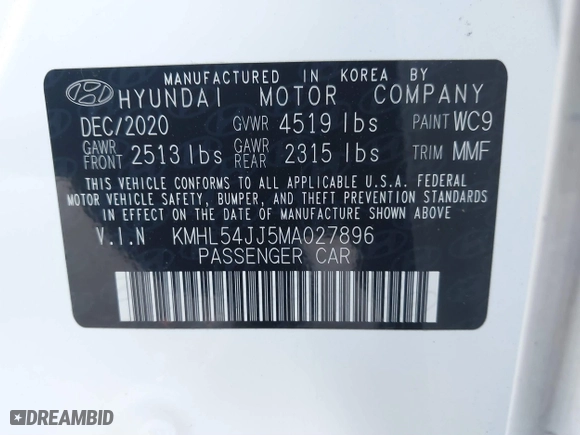 MANUFACTURED IN KOREA BY
HYUNDAI MOTOR COMPANY
DEC/2020 GVWR 4519 lbs PAINT WC9
GAWR FRONT 2513 lbs GAWR REAR 2315 lbs TRIM MMF
THIS VEHICLE CONFORMS TO ALL APPLICABLE U.S.A. FEDERAL
MOTOR VEHICLE SAFETY, BUMPER, AND THEFT PREVENTION STANDARDS
IN EFFECT ON THE DATE OF MANUFACTURE SHOWN ABOVE
V.I.N KMHL54JJ5MA027896
PASSENGER CAR
DREAMBID